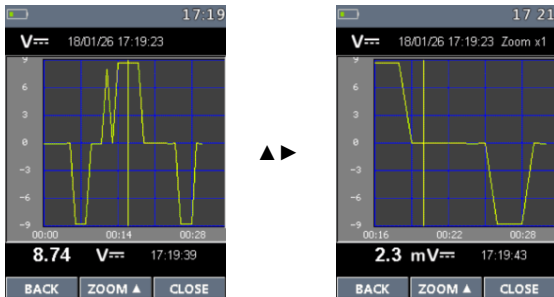 17:19
V 18/01/26 17:19:23
9
6
3
0
-3
-6
-9
00:00 00:14 00:28
8.74 V 17:19:39
BACK ZOOM ▲ CLOSE
▲►
17 21
V 18/01/26 17:19:23 Zoom x1
9
6
3
0
-3
-6
-9
00:16 00:22 00:28
2.3 mV 17:19:43
BACK ZOOM ▲ CLOSE